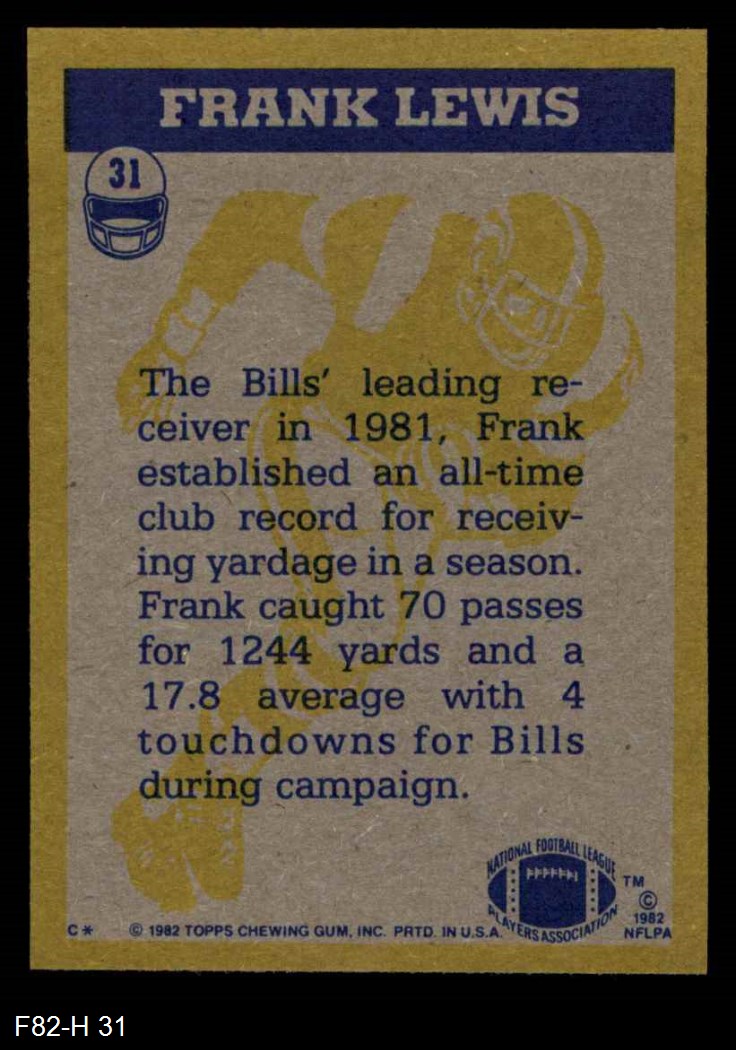 FRANK LEWIS
31
The Bills' leading re-
ceiver in 1981, Frank
established an all-time
club record for receiv-
ing yardage in a season.
Frank caught 70 passes
for 1244 yards and a
17.8 average with 4
touchdowns for Bills
during campaign.
NATIONAL FOOTBALL LEAGUE
PLAYERS ASSOCIATION
TM
©
1982
NFLPA
C* © 1982 TOPPS CHEWING GUM, INC. PRTD. IN U.S.A.
F82-H 31